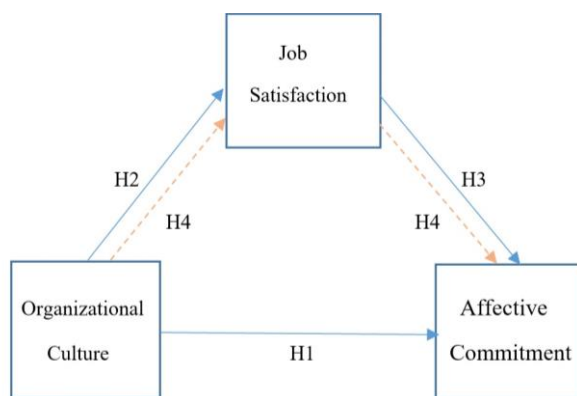 Job
Satisfaction
H2
H3
H4
H4
Organizational
Culture
Affective
Commitment
H1